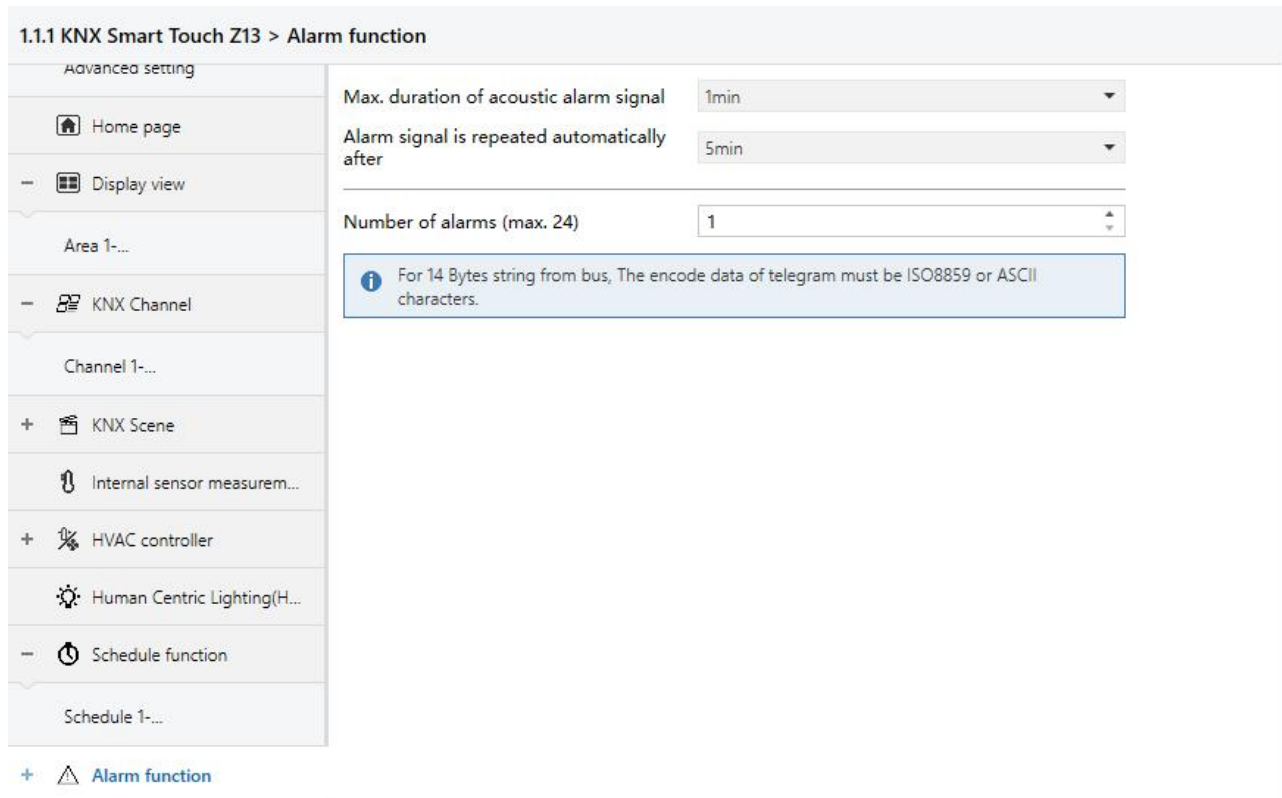 1.1.1 KNX Smart Touch Z13 > Alarm function
Advanced setting
Home page
Display view
Area 1-...
KNX Channel
Channel 1-...
KNX Scene
Internal sensor measurem...
HVAC controller
Human Centric Lighting(H...
Schedule function
Schedule 1-...
Alarm function
Max. duration of acoustic alarm signal
1min
Alarm signal is repeated automatically
after
5min
Number of alarms (max. 24)
1
For 14 Bytes string from bus, The encode data of telegram must be ISO8859 or ASCII
characters.